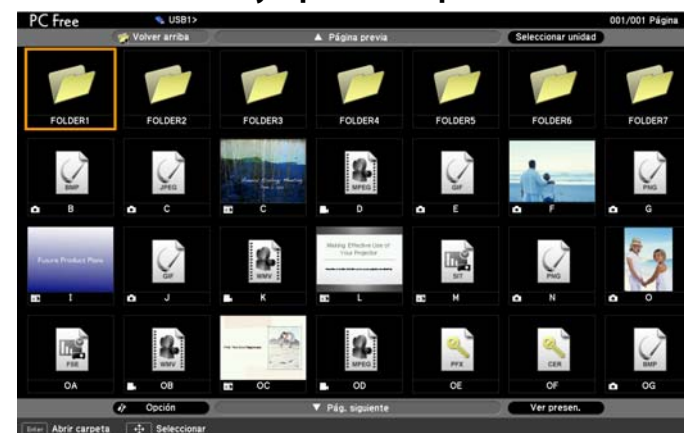 PC Free USB1> 001/001 Página
Volver arriba Página previa Seleccionar unidad
FOLDER1 FOLDER2 FOLDER3 FOLDER4 FOLDER5 FOLDER6 FOLDER7
BMP JPEG MPEG GIF PNG
B C C D E F G
Future Product Plans GIF WMV Making Effective Use of
Your Projector SIT PNG
I J K L M N O
FSE WMV MPEG PFX CER BMP
OA OB OC OD OE OF OG
Opción Pág. siguiente Ver presen.
Enter Abrir carpeta Seleccionar